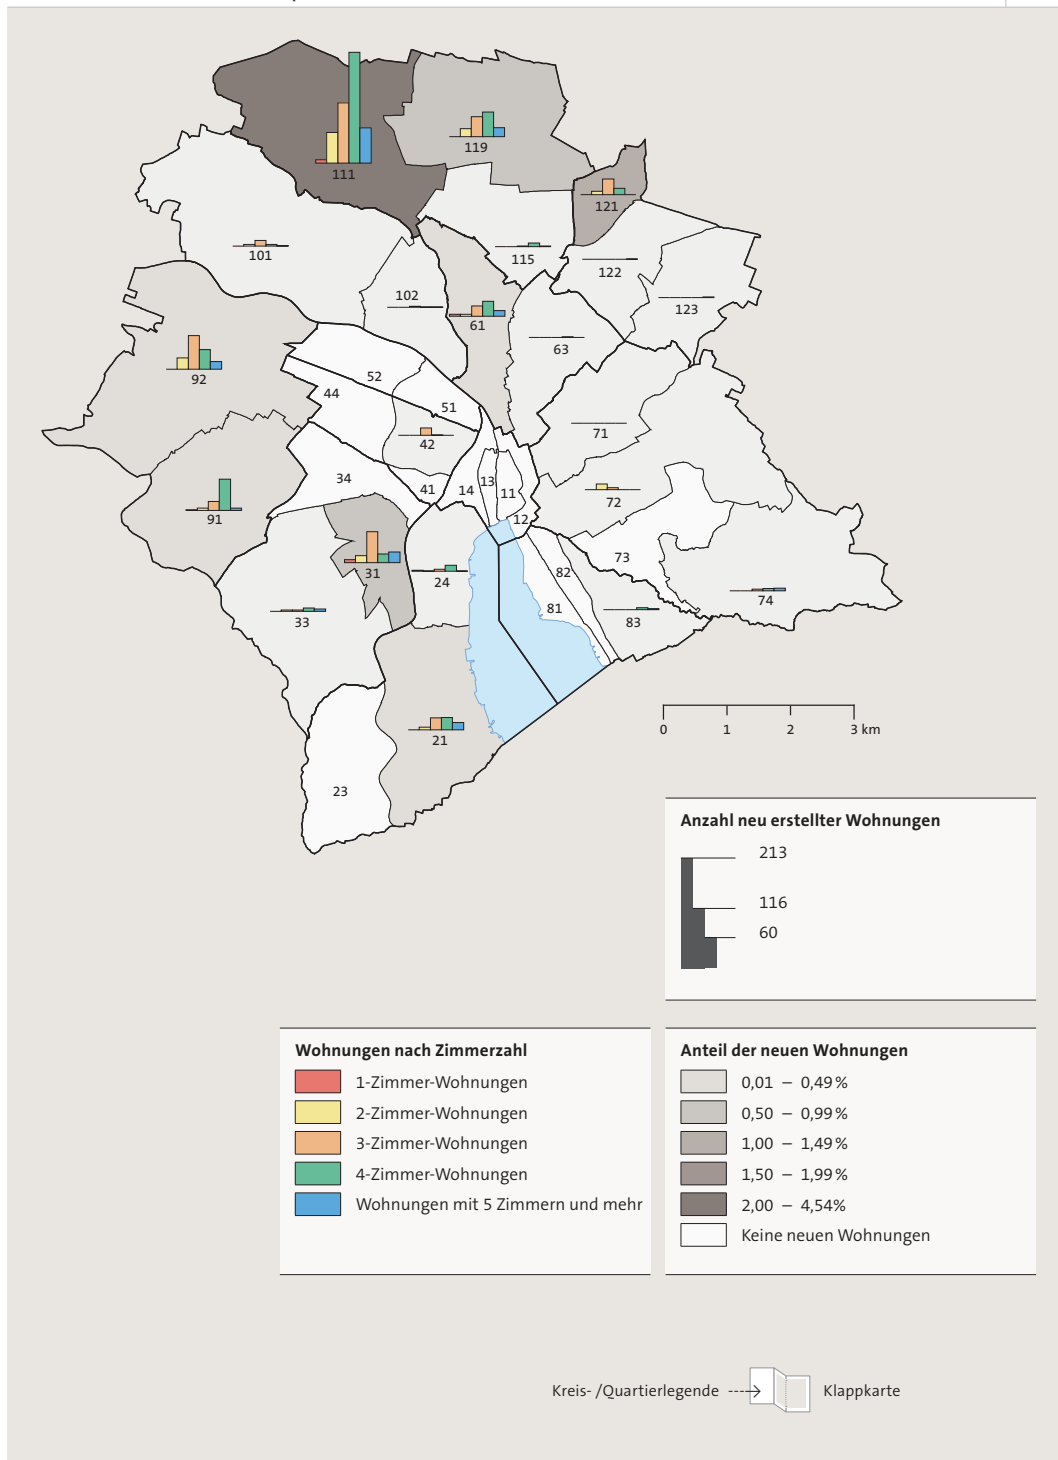 111
119
121
101
115
122
102
123
61
63
92
52
44
51
71
42
34
13
41
14
11
72
91
12
73
31
82
24
74
81
33
83
21
23
0 1 2 3 km
Anzahl neu erstellter Wohnungen
213
116
60
Wohnungen nach Zimmerzahl
1-Zimmer-Wohnungen
2-Zimmer-Wohnungen
3-Zimmer-Wohnungen
4-Zimmer-Wohnungen
Wohnungen mit 5 Zimmern und mehr
Anteil der neuen Wohnungen
0,01 – 0,49%
0,50 – 0,99%
1,00 – 1,49%
1,50 – 1,99%
2,00 – 4,54%
Keine neuen Wohnungen
Kreis- /Quartierlegende
Klappkarte